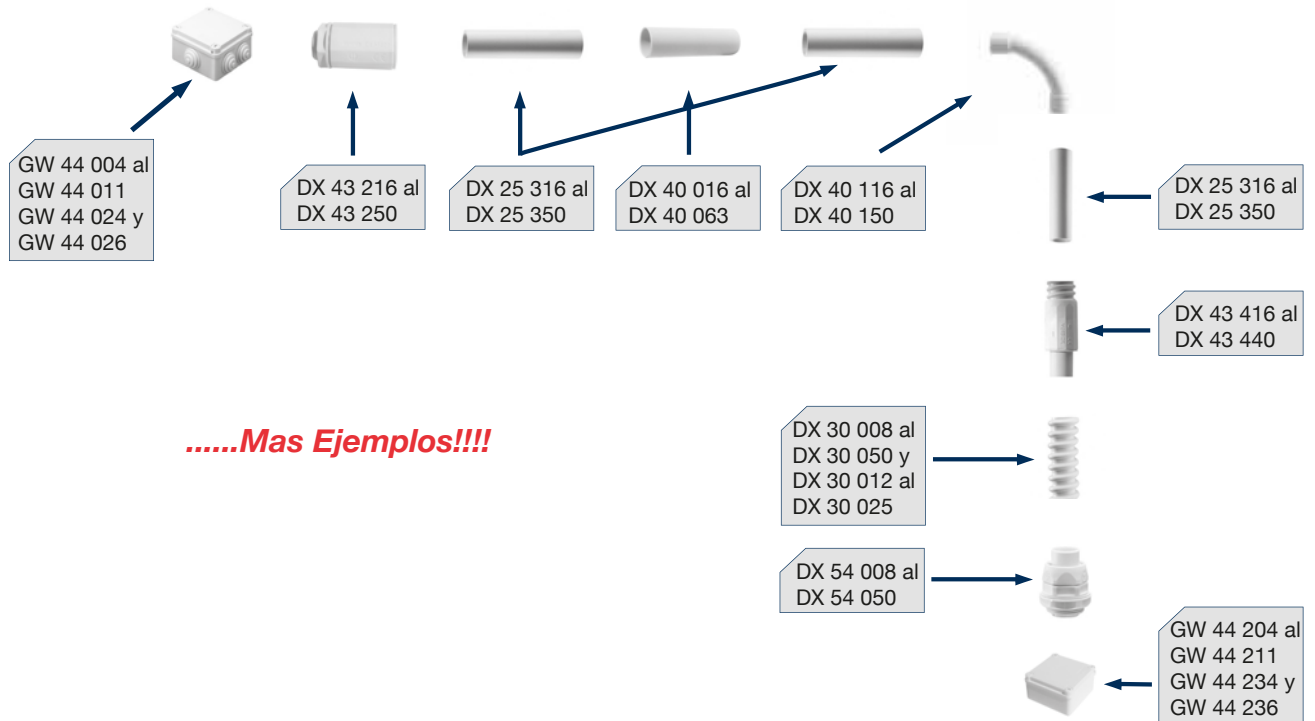 GW 44 004 al
GW 44 011
GW 44 024 y
GW 44 026
DX 43 216 al
DX 43 250
DX 25 316 al
DX 25 350
DX 40 016 al
DX 40 063
DX 40 116 al
DX 40 150
DX 25 316 al
DX 25 350
DX 43 416 al
DX 43 440
......Mas Ejemplos!!!!
DX 30 008 al
DX 30 050 y
DX 30 012 al
DX 30 025
DX 54 008 al
DX 54 050
GW 44 204 al
GW 44 211
GW 44 234 y
GW 44 236